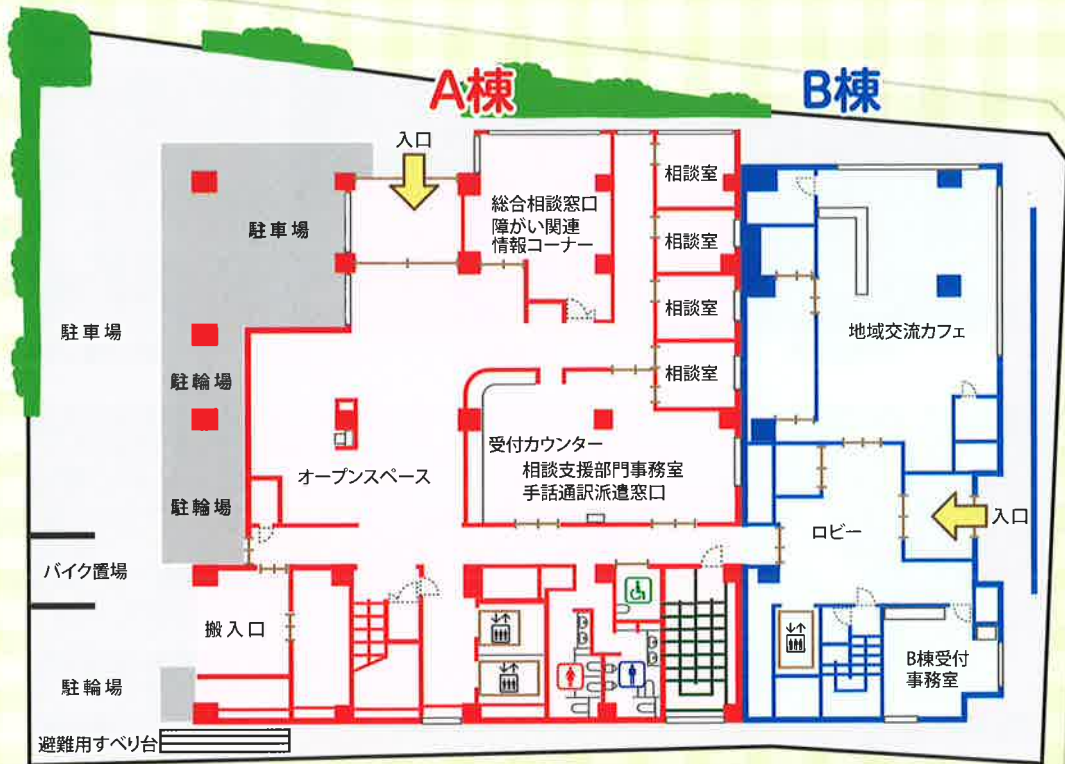 A棟
B棟
入口
総合相談窓口
障がい関連
情報コーナー
相談室
相談室
相談室
相談室
駐車場
駐車場
駐輪場
駐輪場
地域交流カフェ
受付カウンター
相談支援部門事務室
手話通訳派遣窓口
オープンスペース
ロビー
入口
バイク置場
搬入口
駐輪場
B棟受付
事務室
避難用すべり台